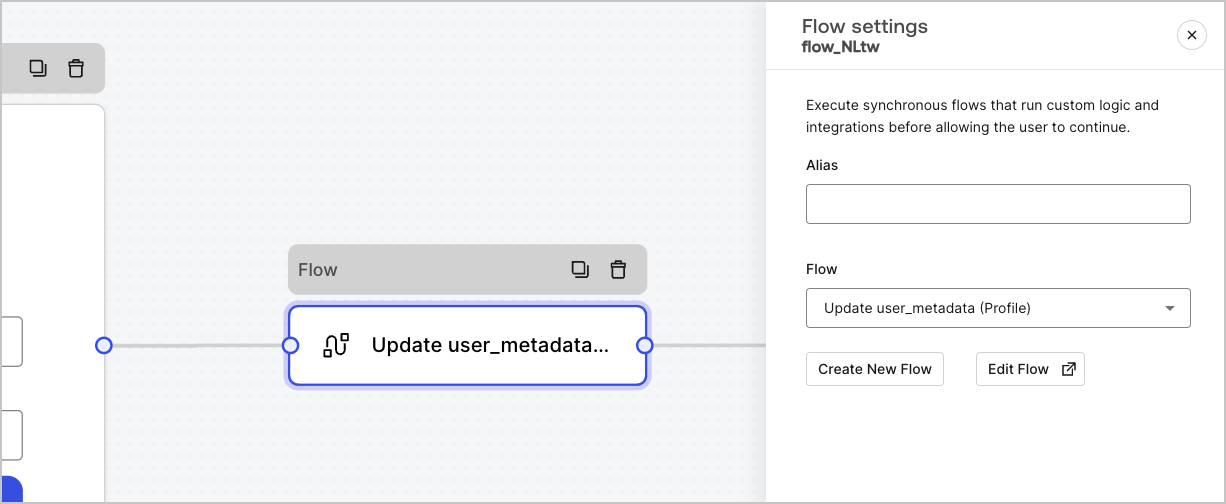 Flow settings
flow_NLtw
Execute synchronous flows that run custom logic and
integrations before allowing the user to continue.
Alias
Flow
Update user_metadata (Profile)
Create New Flow
Edit Flow
Flow
Update user_metadata...